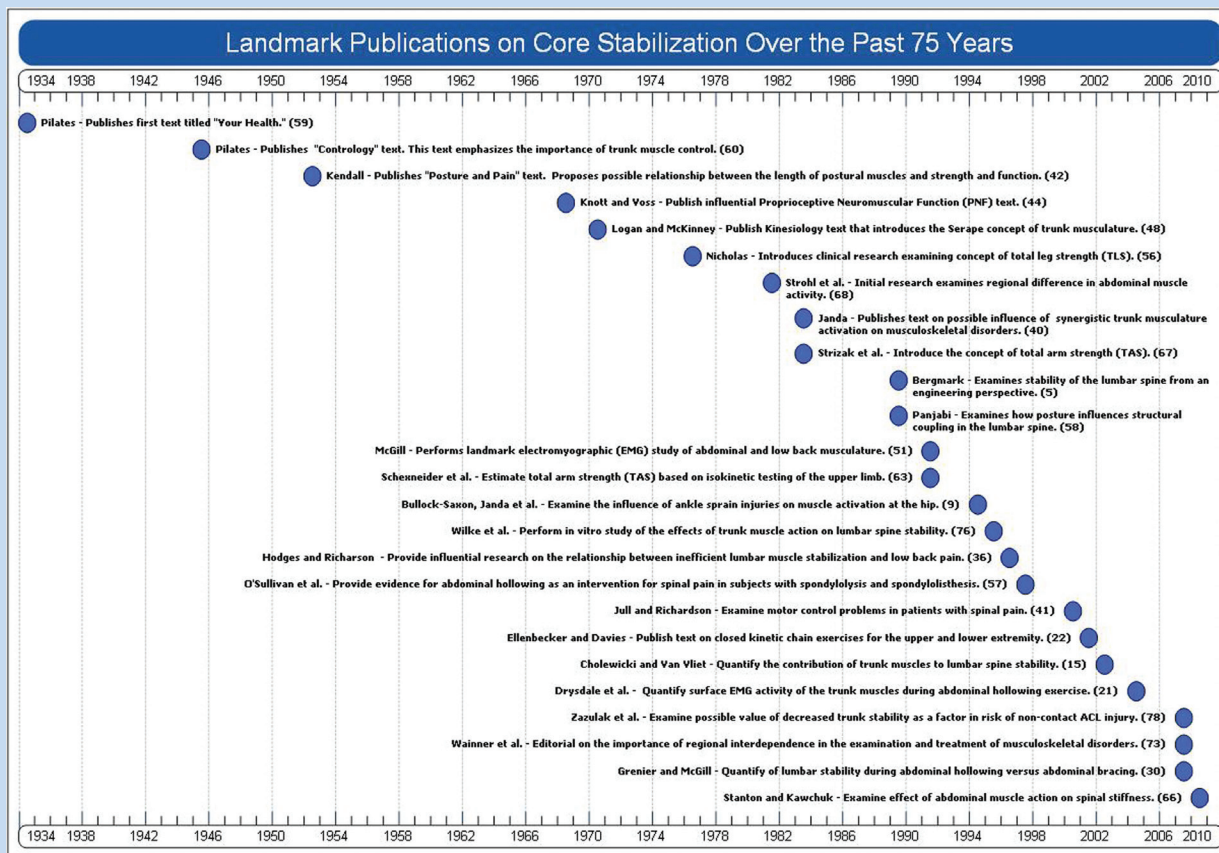 Landmark Publications on Core Stabilization Over the Past 75 Years
1934 1938 1942 1946 1950 1954 1958 1962 1966 1970 1974 1978 1982 1986 1990 1994 1998 2002 2006 2010
Pilates - Publishes first text titled "Your Health." (59)
Pilates - Publishes "Contrology" text. This text emphasizes the importance of trunk muscle control. (60)
Kendall - Publishes "Posture and Pain" text. Proposes possible relationship between the length of postural muscles and strength and function. (42)
Knott and Voss - Publish influential Proprioceptive Neuromuscular Function (PNF) text. (44)
Logan and McKinney - Publish Kinesiology text that introduces the Serape concept of trunk musculature. (48)
Nicholas - Introduces clinical research examining concept of total leg strength (TLS). (56)
Strohl et al. - Initial research examines regional difference in abdominal muscle
activity. (68)
Janda - Publishes text on possible influence of synergistic trunk musculature
activation on musculoskeletal disorders. (40)
Strizak et al. - Introduce the concept of total arm strength (TAS). (67)
Bergmark - Examines stability of the lumbar spine from an
engineering perspective. (5)
Panjabi - Examines how posture influences structural
coupling in the lumbar spine. (58)
McGill - Performs landmark electromyographic (EMG) study of abdominal and low back musculature. (51)
Schexneider et al. - Estimate total arm strength (TAS) based on isokinetic testing of the upper limb. (63)
Bullock-Saxon, Janda et al. - Examine the influence of ankle sprain injuries on muscle activation at the hip. (9)
Wilke et al. - Perform in vitro study of the effects of trunk muscle action on lumbar spine stability. (76)
Hodges and Richarson - Provide influential research on the relationship between inefficient lumbar muscle stabilization and low back pain. (36)
O'Sullivan et al. - Provide evidence for abdominal hollowing as an intervention for spinal pain in subjects with spondylolysis and spondylolisthesis. (57)
Jull and Richardson - Examine motor control problems in patients with spinal pain. (41)
Ellenbecker and Davies - Publish text on closed kinetic chain exercises for the upper and lower extremity. (22)
Cholewicki and Van Vliet - Quantify the contribution of trunk muscles to lumbar spine stability. (15)
Drysdale et al. - Quantify surface EMG activity of the trunk muscles during abdominal hollowing exercise. (21)
Zazulak et al. - Examine possible value of decreased trunk stability as a factor in risk of non-contact ACL injury. (78)
Wainner et al. - Editorial on the importance of regional interdependence in the examination and treatment of musculoskeletal disorders. (73)
Grenier and McGill - Quantify of lumbar stability during abdominal hollowing versus abdominal bracing. (30)
Stanton and Kawchuk - Examine effect of abdominal muscle action on spinal stiffness. (66)
1934 1938 1942 1946 1950 1954 1958 1962 1966 1970 1974 1978 1982 1986 1990 1994 1998 2002 2006 2010